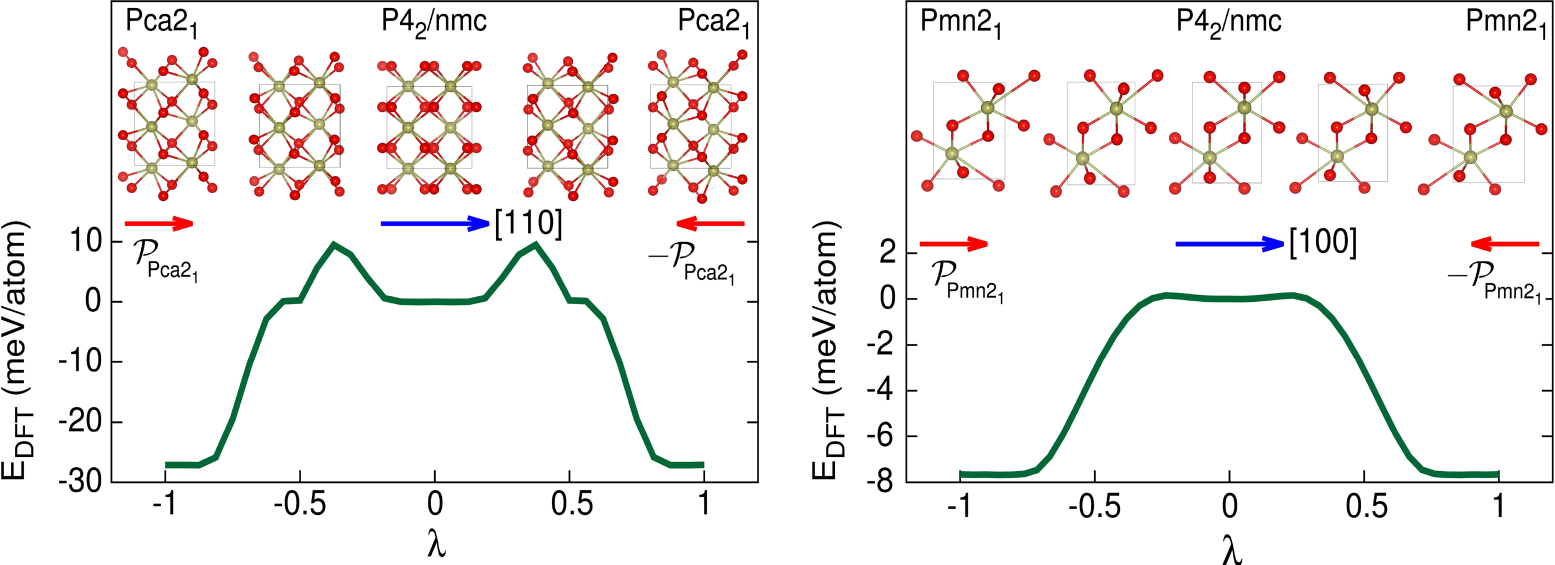 Pca2₁ P4₂/nmc Pca2₁
[110]
𝒫Pca2₁ −𝒫Pca2₁
10
0
-10
-20
-30
E_DFT (meV/atom)
-1 -0.5 0 0.5 1
λ
Pmn2₁ P4₂/nmc Pmn2₁
[100]
𝒫Pmn2₁ −𝒫Pmn2₁
2
0
-2
-4
-6
-8
E_DFT (meV/atom)
-1 -0.5 0 0.5 1
λ